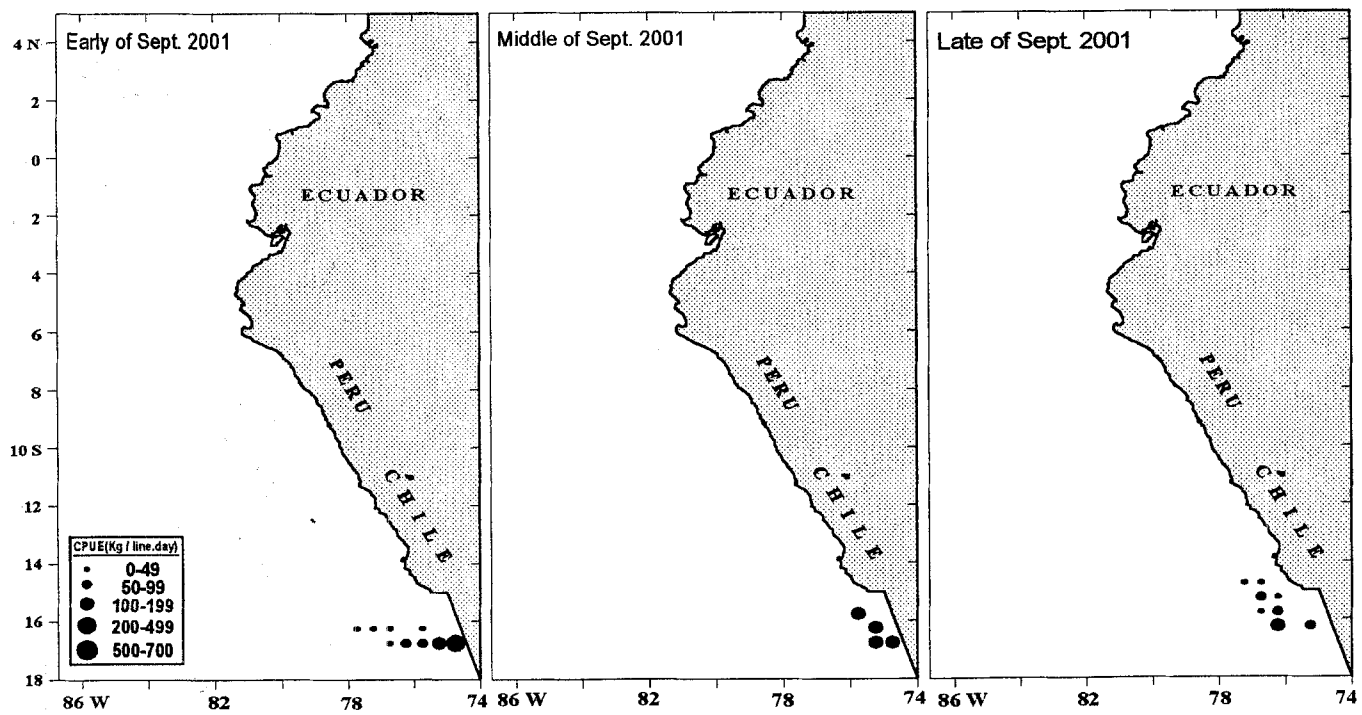 Early of Sept. 2001
Middle of Sept. 2001
Late of Sept. 2001
4 N
2
0
2
4
6
8
10 S
12
14
16
18
ECUADOR
ECUADOR
ECUADOR
PERU
PERU
PERU
CHILE
CHILE
CHILE
CPUE(Kg / line.day)
0-49
50-99
100-199
200-499
500-700
86 W
82
78
74
86 W
82
78
74
86 W
82
78
74